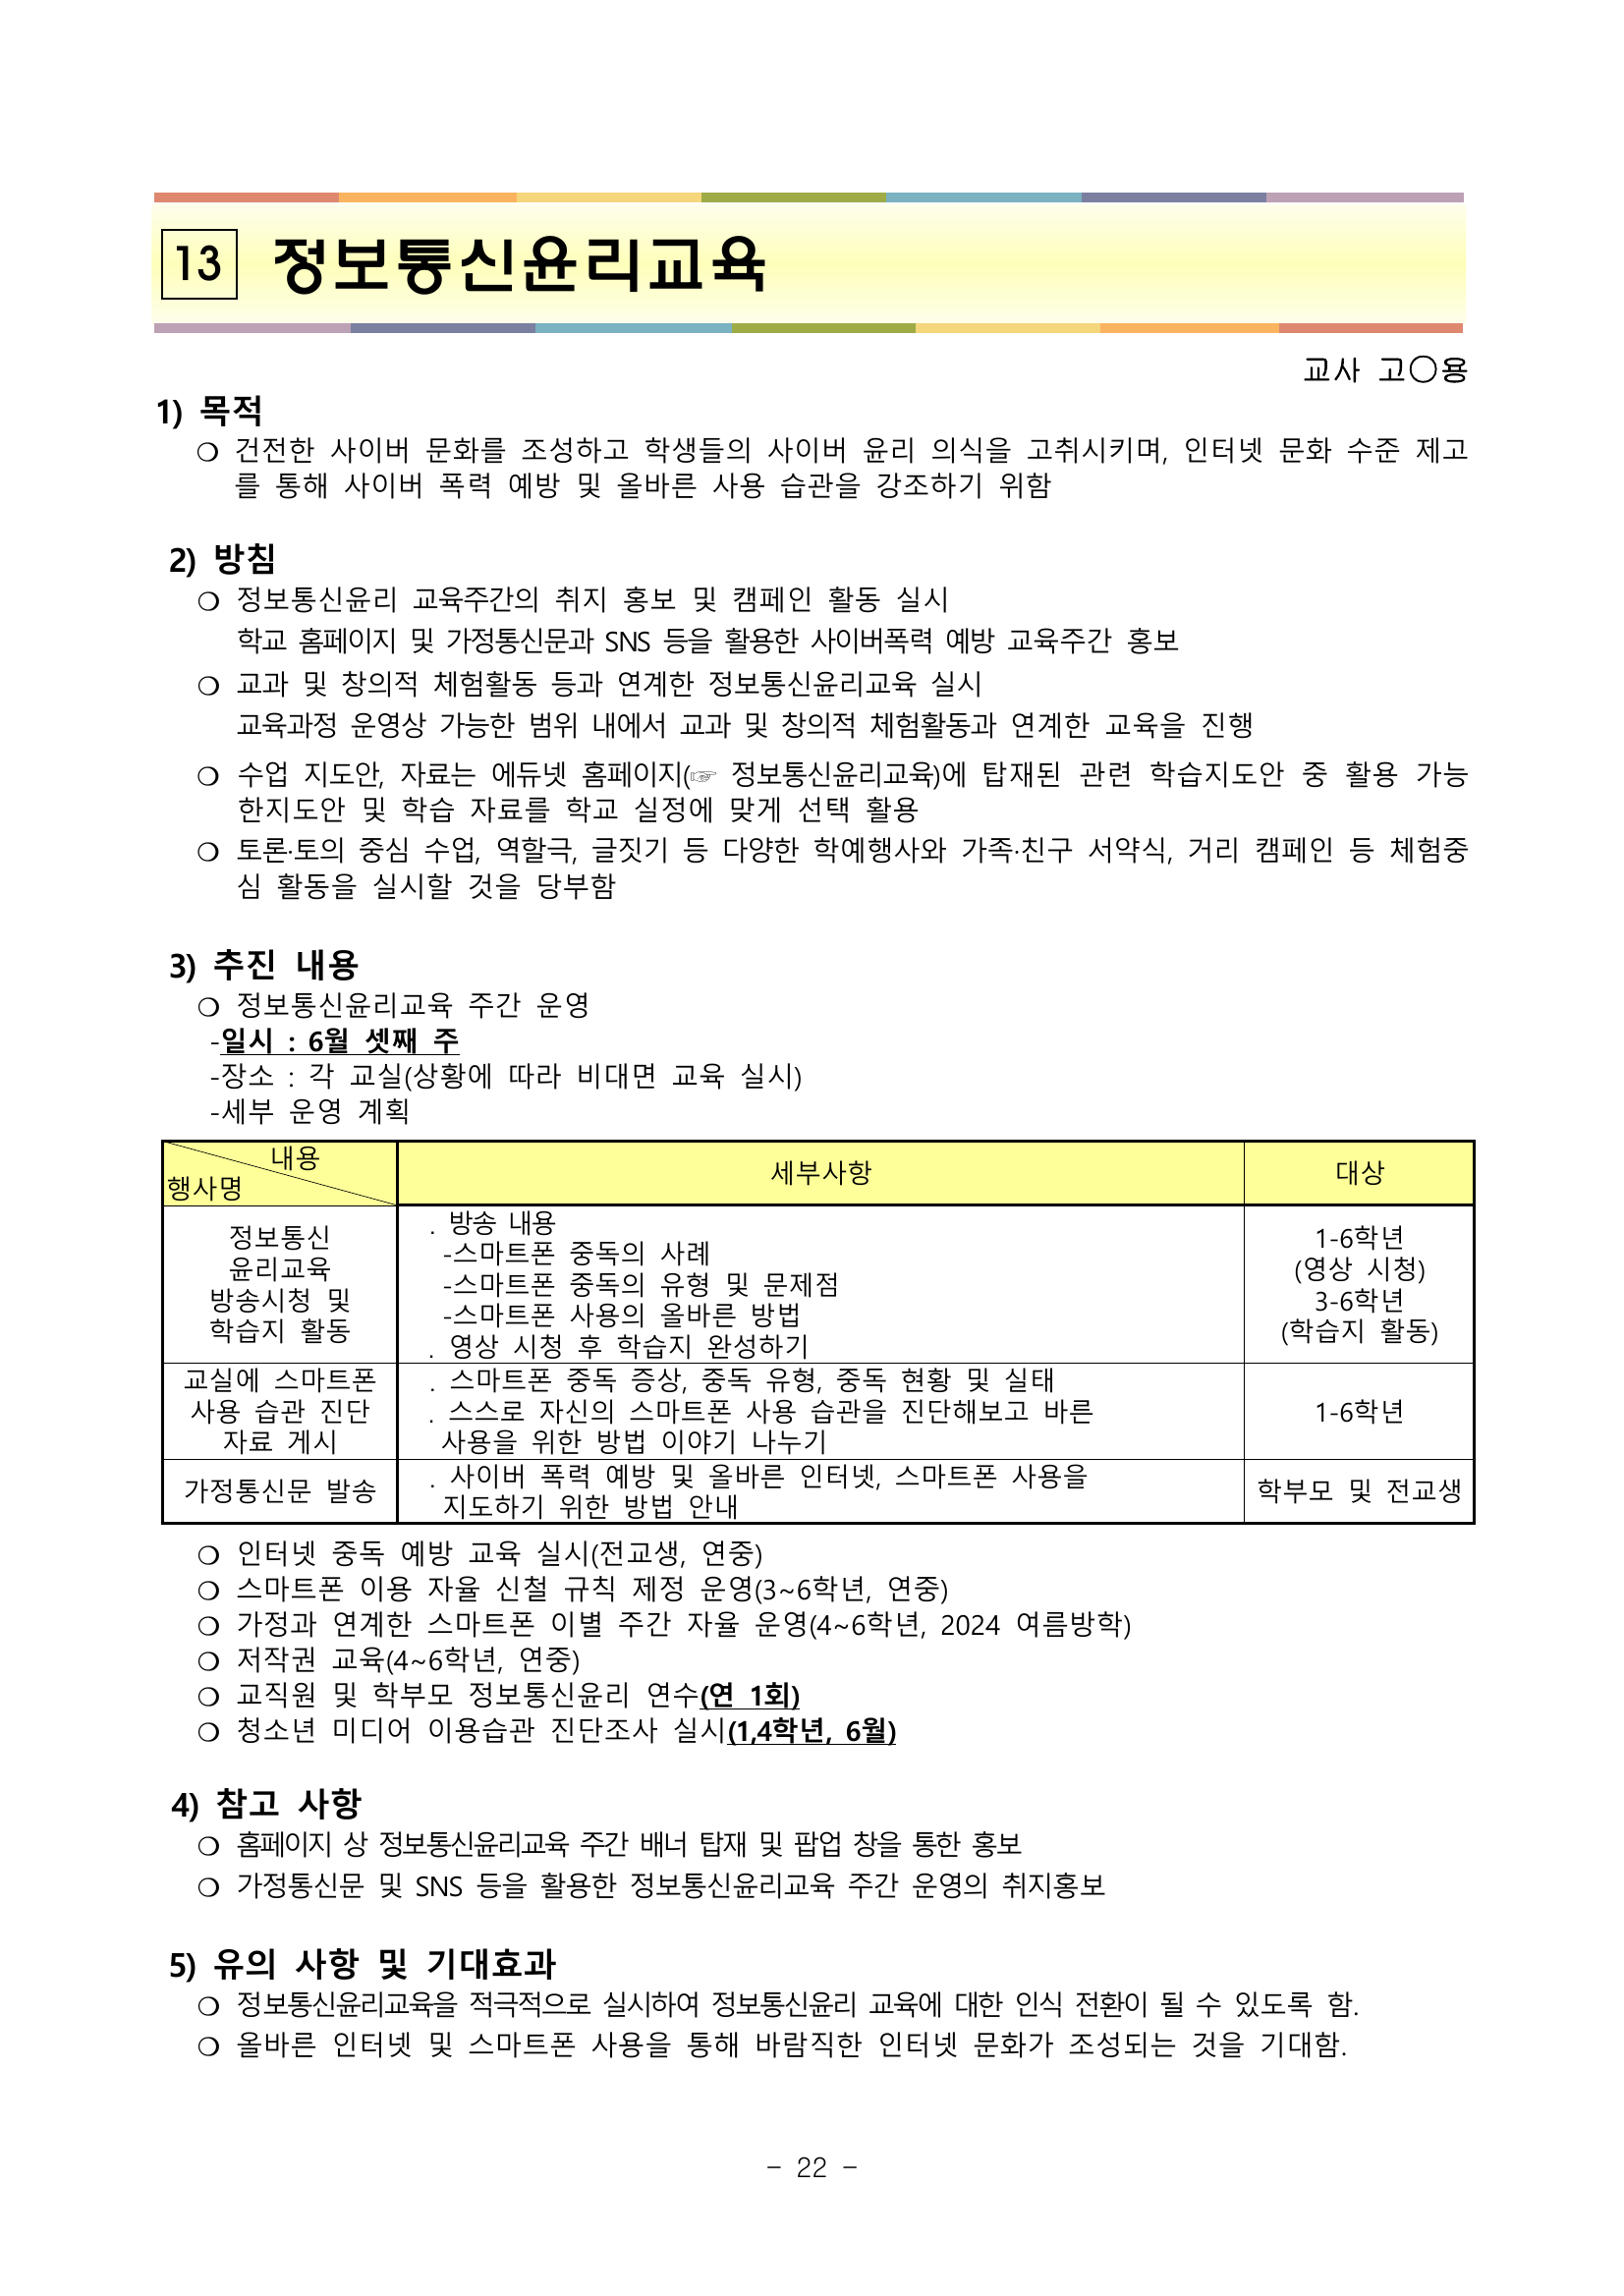 13 정보통신윤리교육
교사 고○용
1) 목적
❍ 건전한 사이버 문화를 조성하고 학생들의 사이버 윤리 의식을 고취시키며, 인터넷 문화 수준 제고
를 통해 사이버 폭력 예방 및 올바른 사용 습관을 강조하기 위함
2) 방침
❍ 정보통신윤리 교육주간의 취지 홍보 및 캠페인 활동 실시
학교 홈페이지 및 가정통신문과 SNS 등을 활용한 사이버폭력 예방 교육주간 홍보
❍ 교과 및 창의적 체험활동 등과 연계한 정보통신윤리교육 실시
교육과정 운영상 가능한 범위 내에서 교과 및 창의적 체험활동과 연계한 교육을 진행
❍ 수업 지도안, 자료는 에듀넷 홈페이지(☞ 정보통신윤리교육)에 탑재된 관련 학습지도안 중 활용 가능
한지도안 및 학습 자료를 학교 실정에 맞게 선택 활용
❍ 토론·토의 중심 수업, 역할극, 글짓기 등 다양한 학예행사와 가족·친구 서약식, 거리 캠페인 등 체험중
심 활동을 실시할 것을 당부함
3) 추진 내용
❍ 정보통신윤리교육 주간 운영
-일시 : 6월 셋째 주
-장소 : 각 교실(상황에 따라 비대면 교육 실시)
-세부 운영 계획
내용
행사명
세부사항
대상
정보통신
윤리교육
방송시청 및
학습지 활동
. 방송 내용
-스마트폰 중독의 사례
-스마트폰 중독의 유형 및 문제점
-스마트폰 사용의 올바른 방법
. 영상 시청 후 학습지 완성하기
1-6학년
(영상 시청)
3-6학년
(학습지 활동)
교실에 스마트폰
사용 습관 진단
자료 게시
. 스마트폰 중독 증상, 중독 유형, 중독 현황 및 실태
. 스스로 자신의 스마트폰 사용 습관을 진단해보고 바른
사용을 위한 방법 이야기 나누기
1-6학년
가정통신문 발송
. 사이버 폭력 예방 및 올바른 인터넷, 스마트폰 사용을
지도하기 위한 방법 안내
학부모 및 전교생
❍ 인터넷 중독 예방 교육 실시(전교생, 연중)
❍ 스마트폰 이용 자율 신철 규칙 제정 운영(3~6학년, 연중)
❍ 가정과 연계한 스마트폰 이별 주간 자율 운영(4~6학년, 2024 여름방학)
❍ 저작권 교육(4~6학년, 연중)
❍ 교직원 및 학부모 정보통신윤리 연수(연 1회)
❍ 청소년 미디어 이용습관 진단조사 실시(1,4학년, 6월)
4) 참고 사항
❍ 홈페이지 상 정보통신윤리교육 주간 배너 탑재 및 팝업 창을 통한 홍보
❍ 가정통신문 및 SNS 등을 활용한 정보통신윤리교육 주간 운영의 취지홍보
5) 유의 사항 및 기대효과
❍ 정보통신윤리교육을 적극적으로 실시하여 정보통신윤리 교육에 대한 인식 전환이 될 수 있도록 함.
❍ 올바른 인터넷 및 스마트폰 사용을 통해 바람직한 인터넷 문화가 조성되는 것을 기대함.
- 22 -